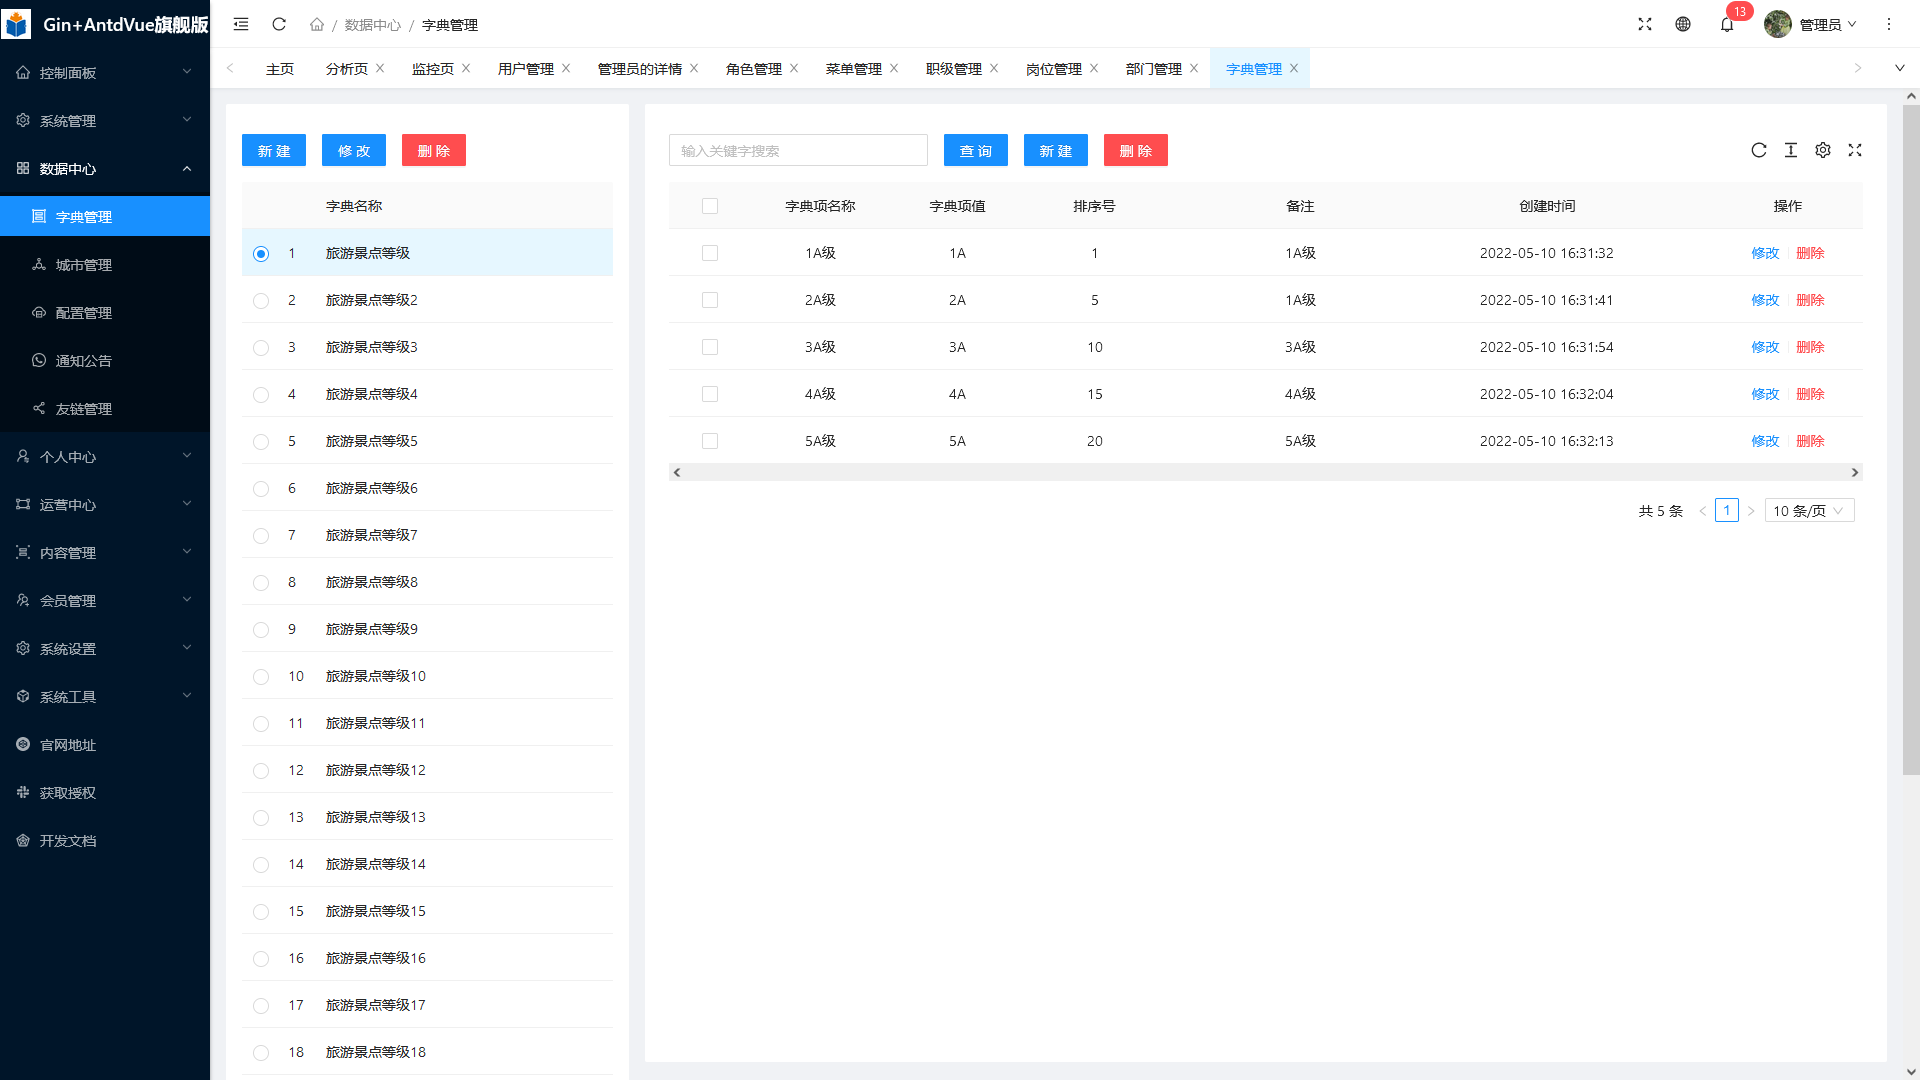 Gin+AntdVue旗舰版
控制面板
系统管理
数据中心
字典管理
城市管理
配置管理
通知公告
友链管理
个人中心
运营中心
内容管理
会员管理
系统设置
系统工具
官网地址
获取授权
开发文档
/ 数据中心 / 字典管理
13
管理员
主页 分析页 监控页 用户管理 管理员的详情 角色管理 菜单管理 职级管理 岗位管理 部门管理 字典管理
新 建 修 改 删 除
字典名称
1 旅游景点等级
2 旅游景点等级2
3 旅游景点等级3
4 旅游景点等级4
5 旅游景点等级5
6 旅游景点等级6
7 旅游景点等级7
8 旅游景点等级8
9 旅游景点等级9
10 旅游景点等级10
11 旅游景点等级11
12 旅游景点等级12
13 旅游景点等级13
14 旅游景点等级14
15 旅游景点等级15
16 旅游景点等级16
17 旅游景点等级17
18 旅游景点等级18
输入关键字搜索 查 询 新 建 删 除
字典项名称 字典项值 排序号 备注 创建时间 操作
1A级 1A 1 1A级 2022-05-10 16:31:32 修改 删除
2A级 2A 5 1A级 2022-05-10 16:31:41 修改 删除
3A级 3A 10 3A级 2022-05-10 16:31:54 修改 删除
4A级 4A 15 4A级 2022-05-10 16:32:04 修改 删除
5A级 5A 20 5A级 2022-05-10 16:32:13 修改 删除
共 5 条 1 10 条/页